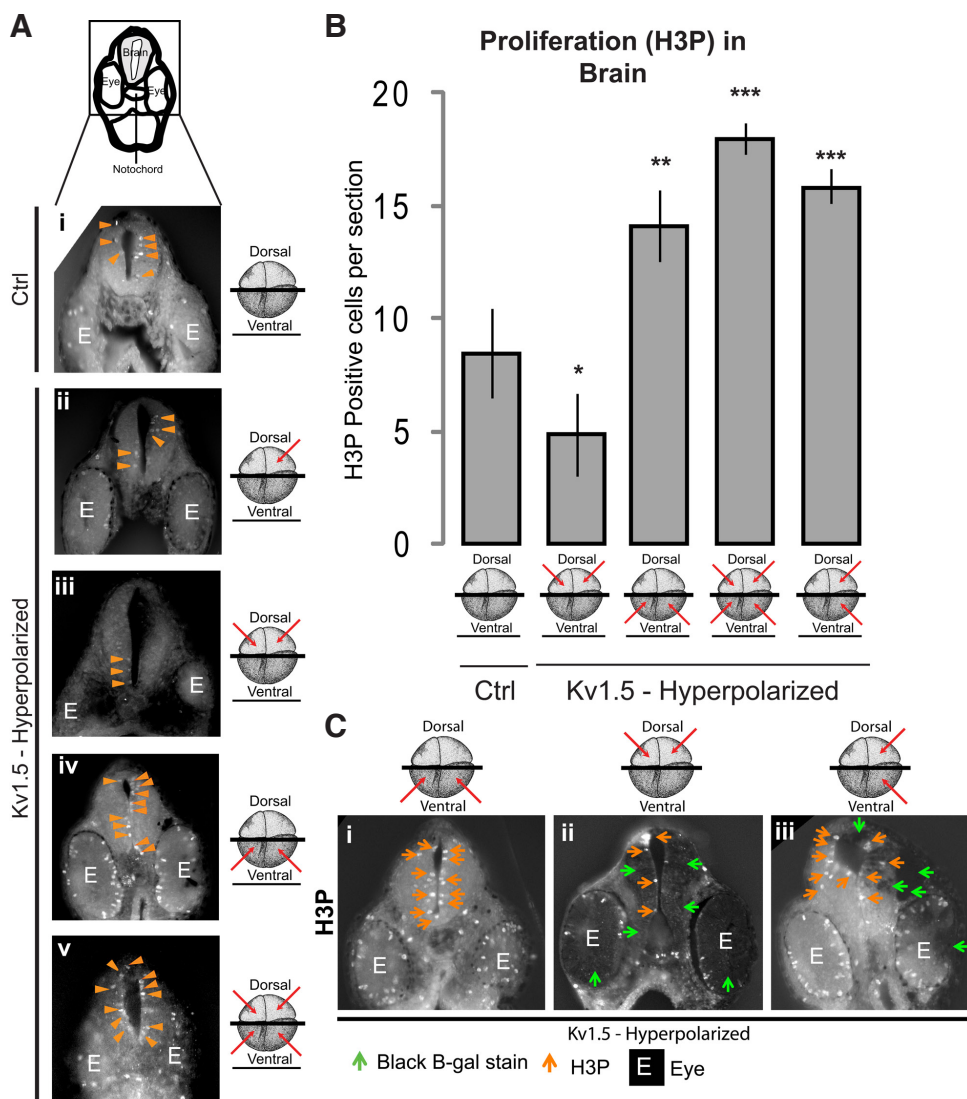 A
Brain
Eye
Eye
Notochord
Ctrl
i
E
E
Dorsal
Ventral
Kv1.5 - Hyperpolarized
ii
E
E
Dorsal
Ventral
iii
E
E
Dorsal
Ventral
iv
E
E
Dorsal
Ventral
v
E
E
Dorsal
Ventral
B
Proliferation (H3P) in
Brain
H3P Positive cells per section
20
15
10
5
0
*
**
***
***
Dorsal Dorsal Dorsal Dorsal Dorsal
Ventral Ventral Ventral Ventral Ventral
Ctrl Kv1.5 - Hyperpolarized
C
Dorsal Dorsal Dorsal
Ventral Ventral Ventral
H3P
i
E
E
ii
E
E
iii
E
E
Kv1.5 - Hyperpolarized
Black B-gal stain H3P E Eye